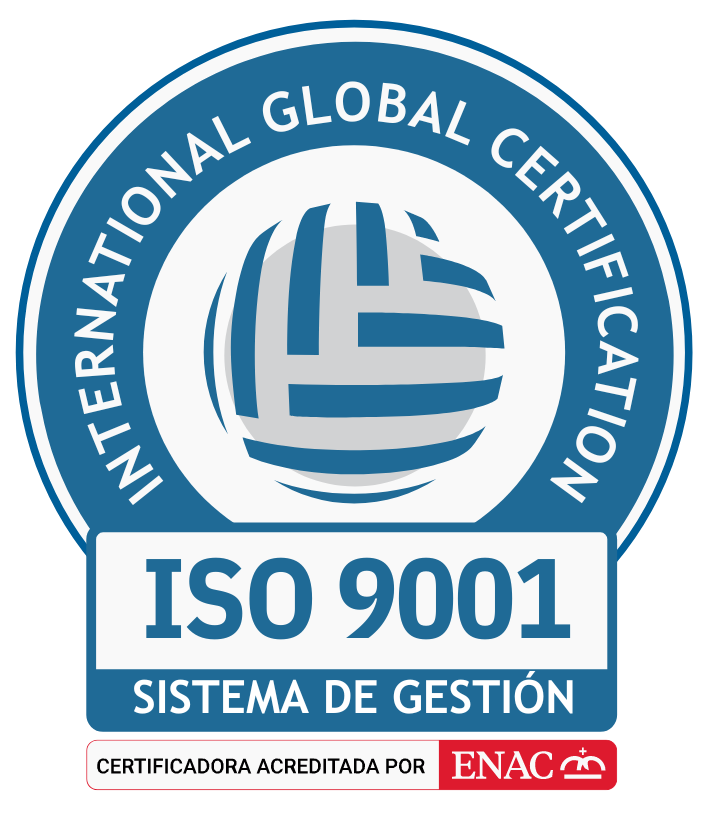 INTERNATIONAL GLOBAL CERTIFICATION
ISO 9001
SISTEMA DE GESTIÓN
CERTIFICADORA ACREDITADA POR ENAC